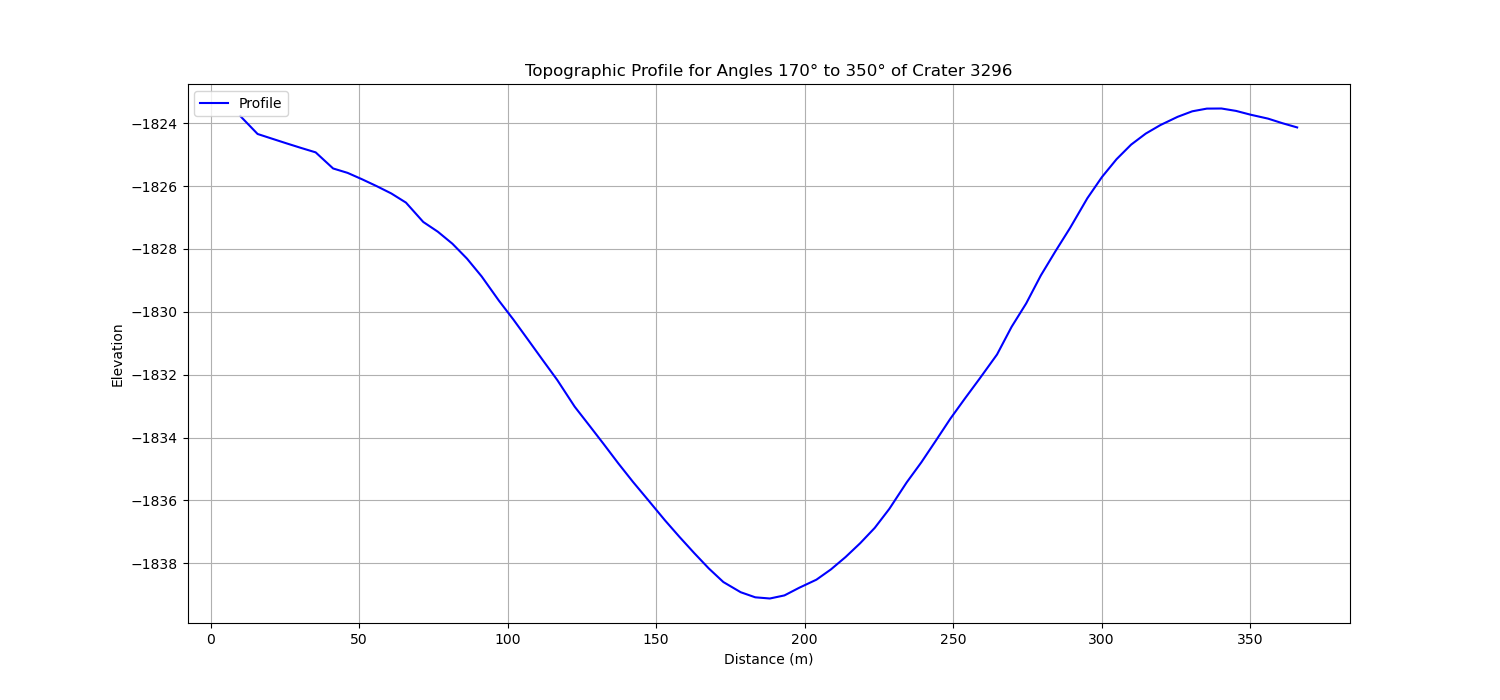 Topographic Profile for Angles 170° to 350° of Crater 3296
Profile
−1824
−1826
−1828
−1830
−1832
−1834
−1836
−1838
Elevation
0 50 100 150 200 250 300 350
Distance (m)